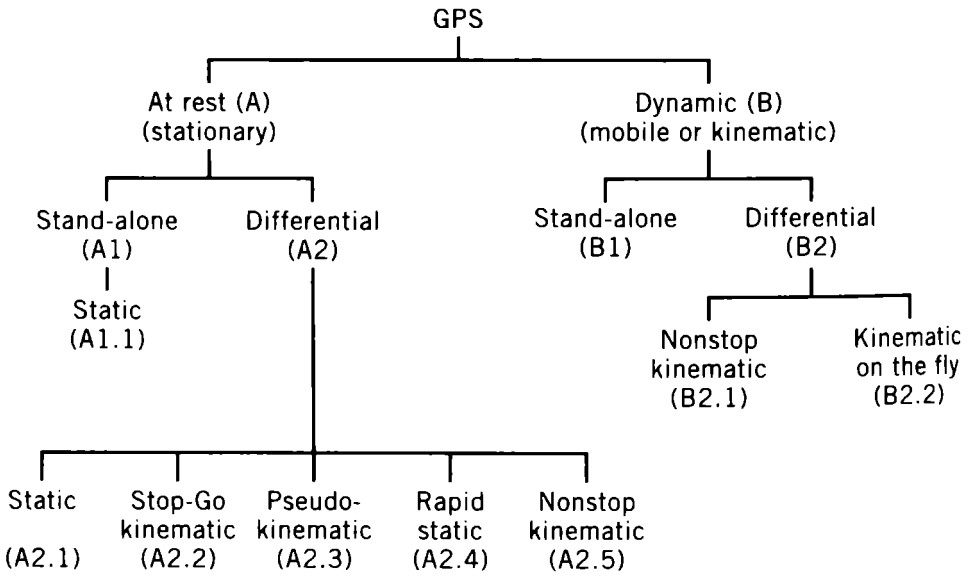 GPS
At rest (A)
(stationary)
Dynamic (B)
(mobile or kinematic)
Stand-alone
(A1)
Differential
(A2)
Stand-alone
(B1)
Differential
(B2)
Static
(A1.1)
Nonstop
kinematic
(B2.1)
Kinematic
on the fly
(B2.2)
Static
(A2.1)
Stop-Go
kinematic
(A2.2)
Pseudo-
kinematic
(A2.3)
Rapid
static
(A2.4)
Nonstop
kinematic
(A2.5)